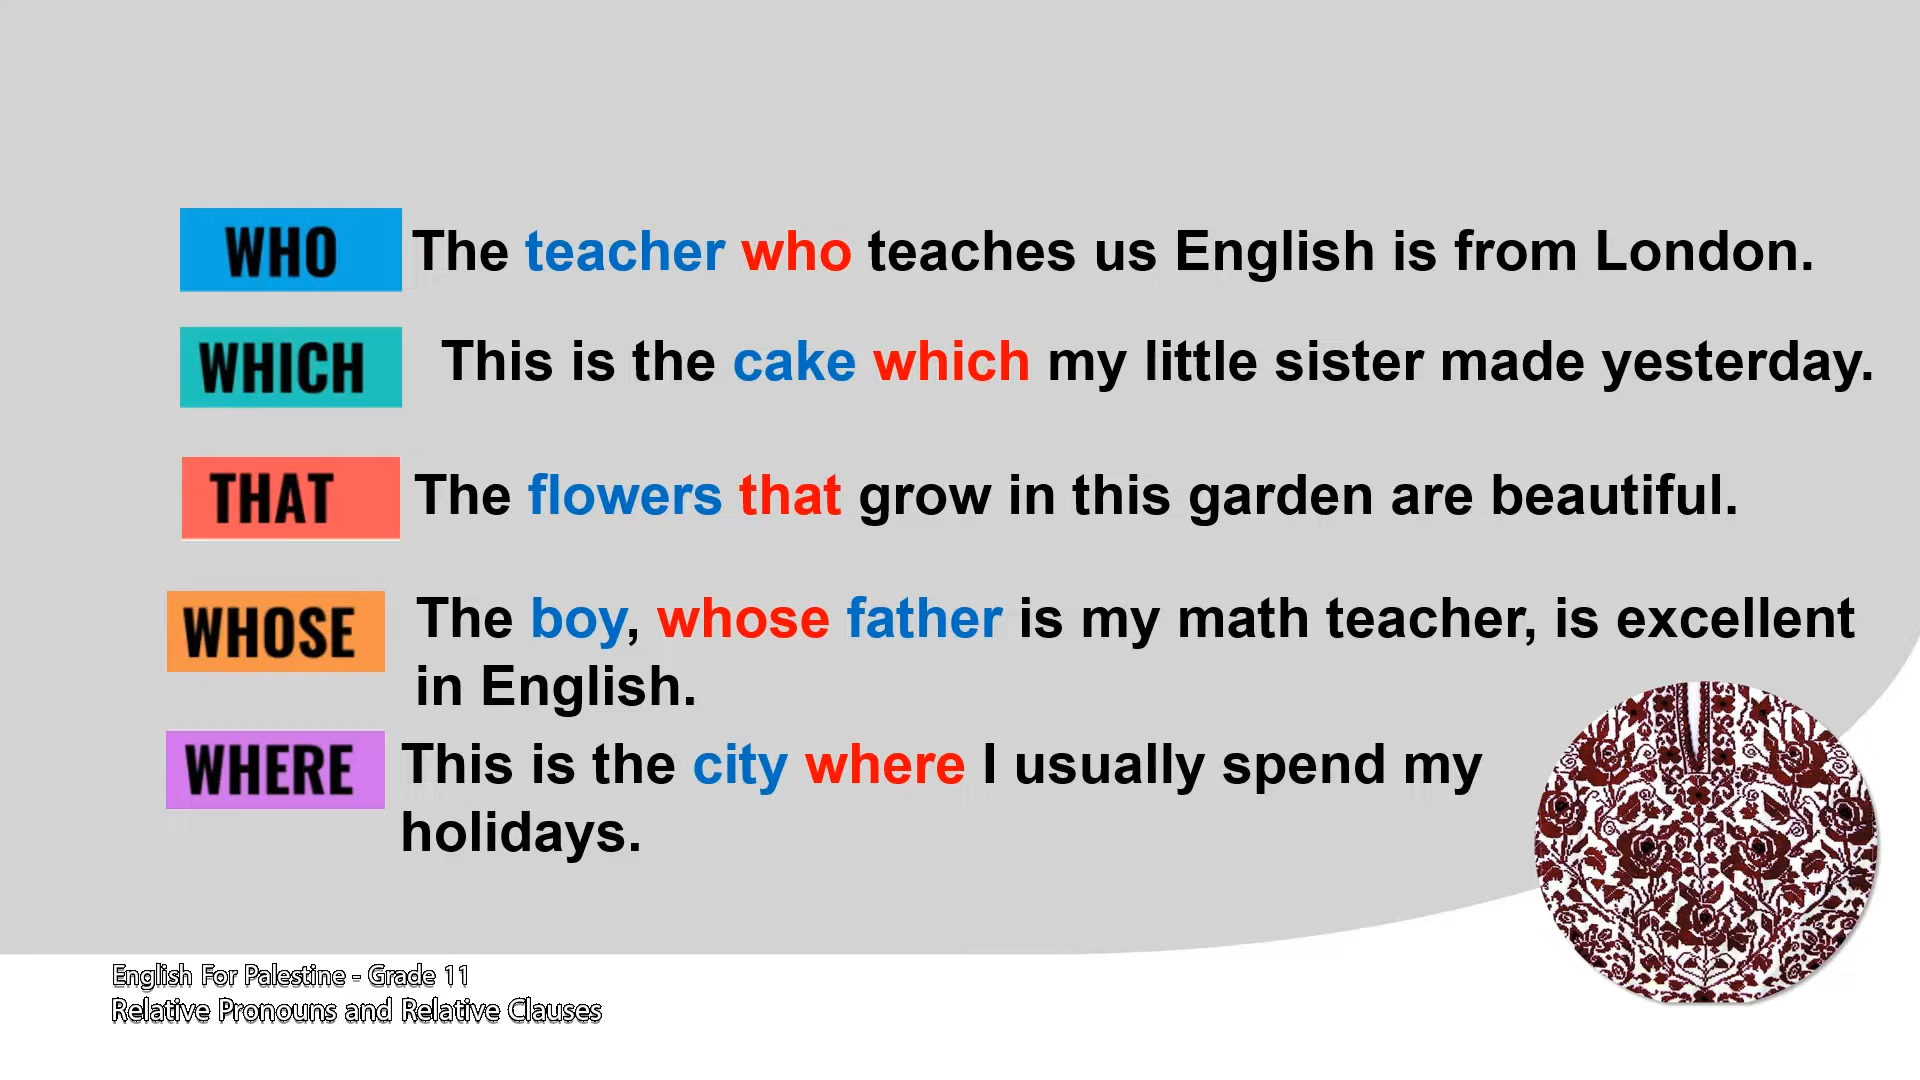 WHO The teacher who teaches us English is from London.
WHICH This is the cake which my little sister made yesterday.
THAT The flowers that grow in this garden are beautiful.
WHOSE The boy, whose father is my math teacher, is excellent
in English.
WHERE This is the city where I usually spend my
holidays.
English For Palestine - Grade 11
Relative Pronouns and Relative Clauses